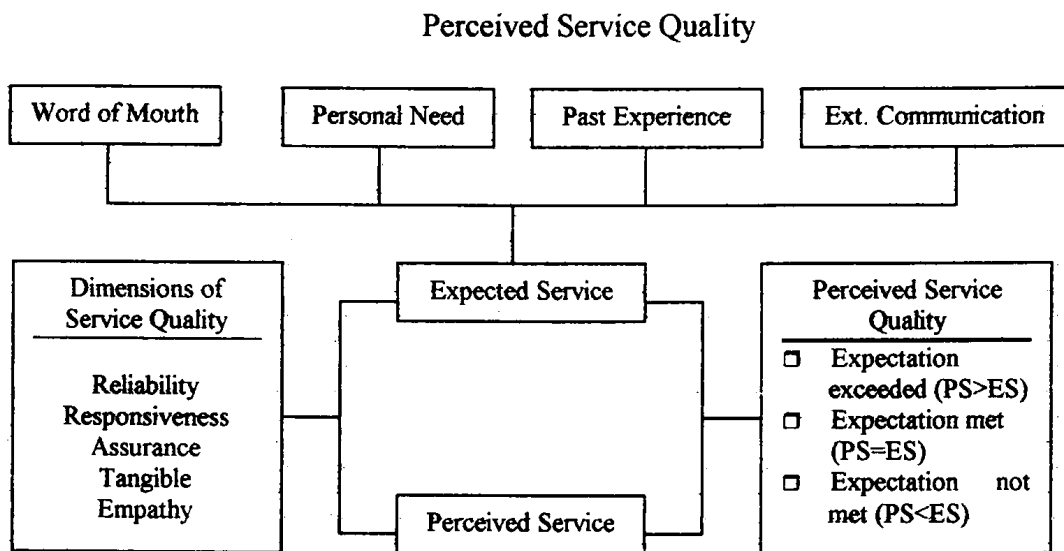 Perceived Service Quality
Word of Mouth
Personal Need
Past Experience
Ext. Communication
Dimensions of
Service Quality
Reliability
Responsiveness
Assurance
Tangible
Empathy
Expected Service
Perceived Service
Perceived Service
Quality
Expectation
exceeded (PS>ES)
Expectation met
(PS=ES)
Expectation not
met (PS<ES)